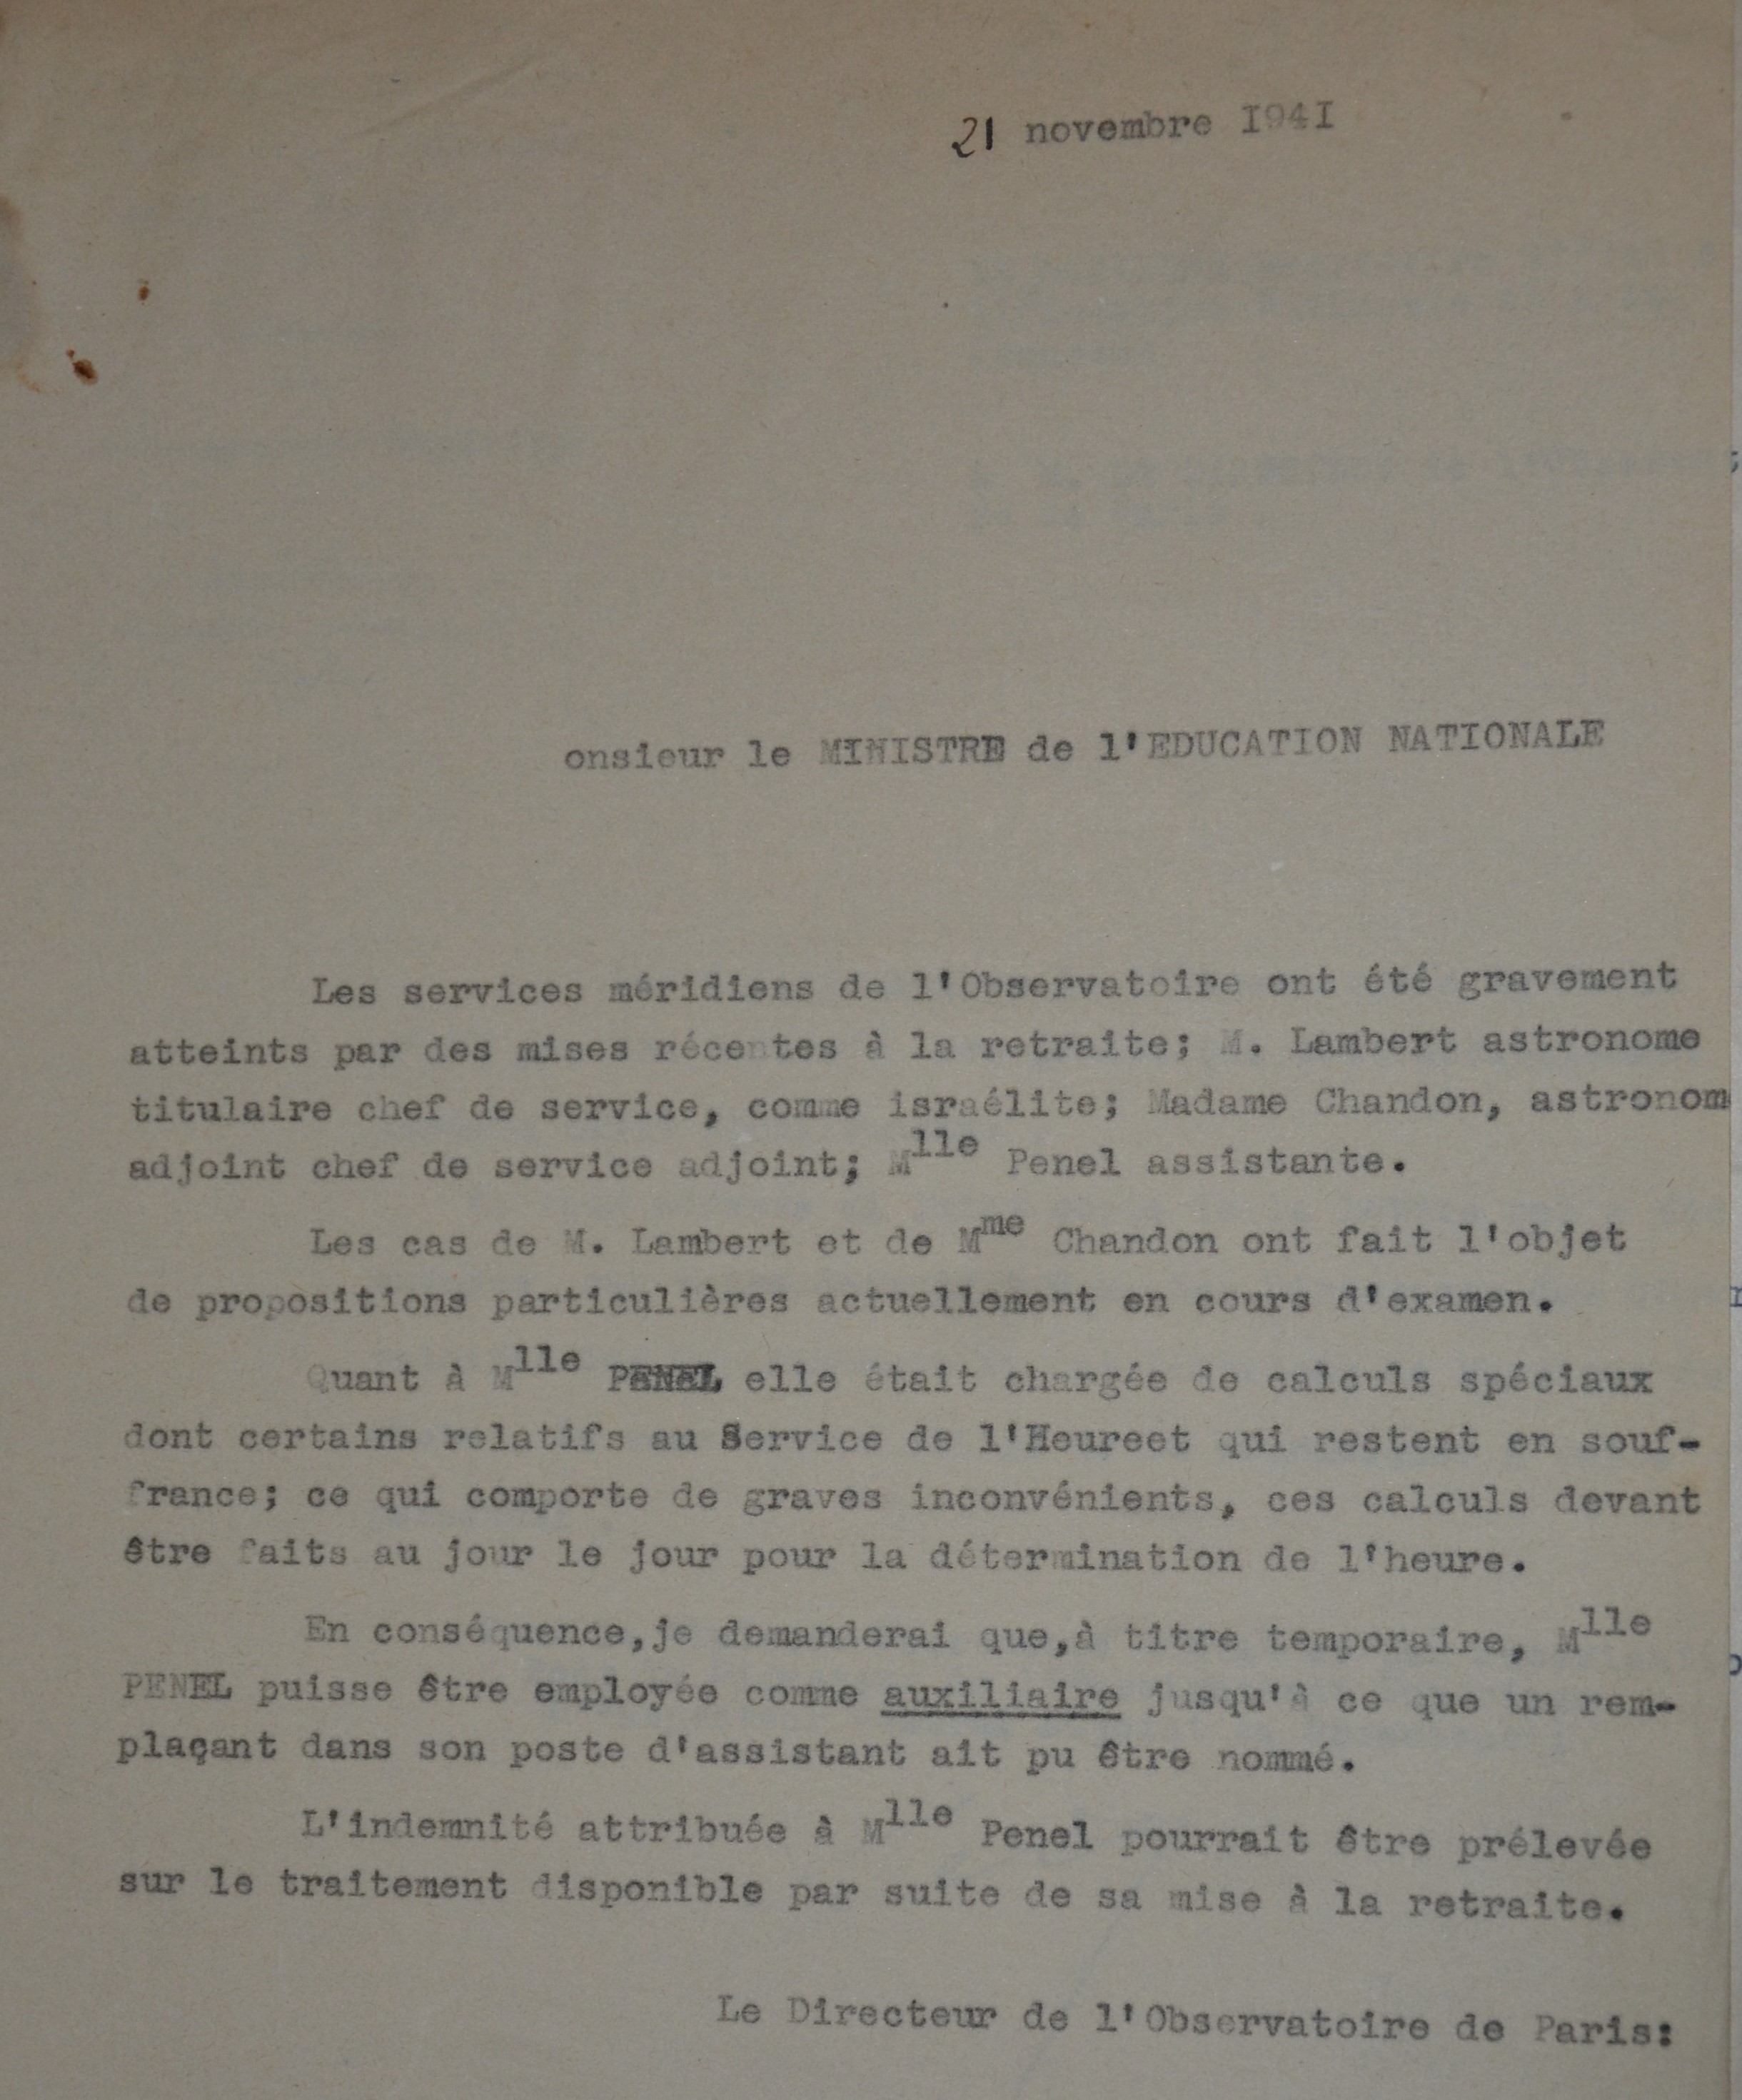 21 novembre I94I
onsieur le MINISTRE de l'EDUCATION NATIONALE
Les services méridiens de l'Observatoire ont été gravement
atteints par des mises récentes à la retraite; M. Lambert astronome
titulaire chef de service, comme israélite; Madame Chandon, astronom
adjoint chef de service adjoint; Mlle Penel assistante.
Les cas de M. Lambert et de Mme Chandon ont fait l'objet
de propositions particulières actuellement en cours d'examen.
Quant à Mlle PENEL elle était chargée de calculs spéciaux
dont certains relatifs au Service de l'Heureet qui restent en souf-
france; ce qui comporte de graves inconvénients, ces calculs devant
être faits au jour le jour pour la détermination de l'heure.
En conséquence,je demanderai que,à titre temporaire, Mlle
PENEL puisse être employée comme auxiliaire jusqu'à ce que un rem-
plaçant dans son poste d'assistant ait pu être nommé.
L'indemnité attribuée à Mlle Penel pourrait être prélevée
sur le traitement disponible par suite de sa mise à la retraite.
Le Directeur de l'Observatoire de Paris: